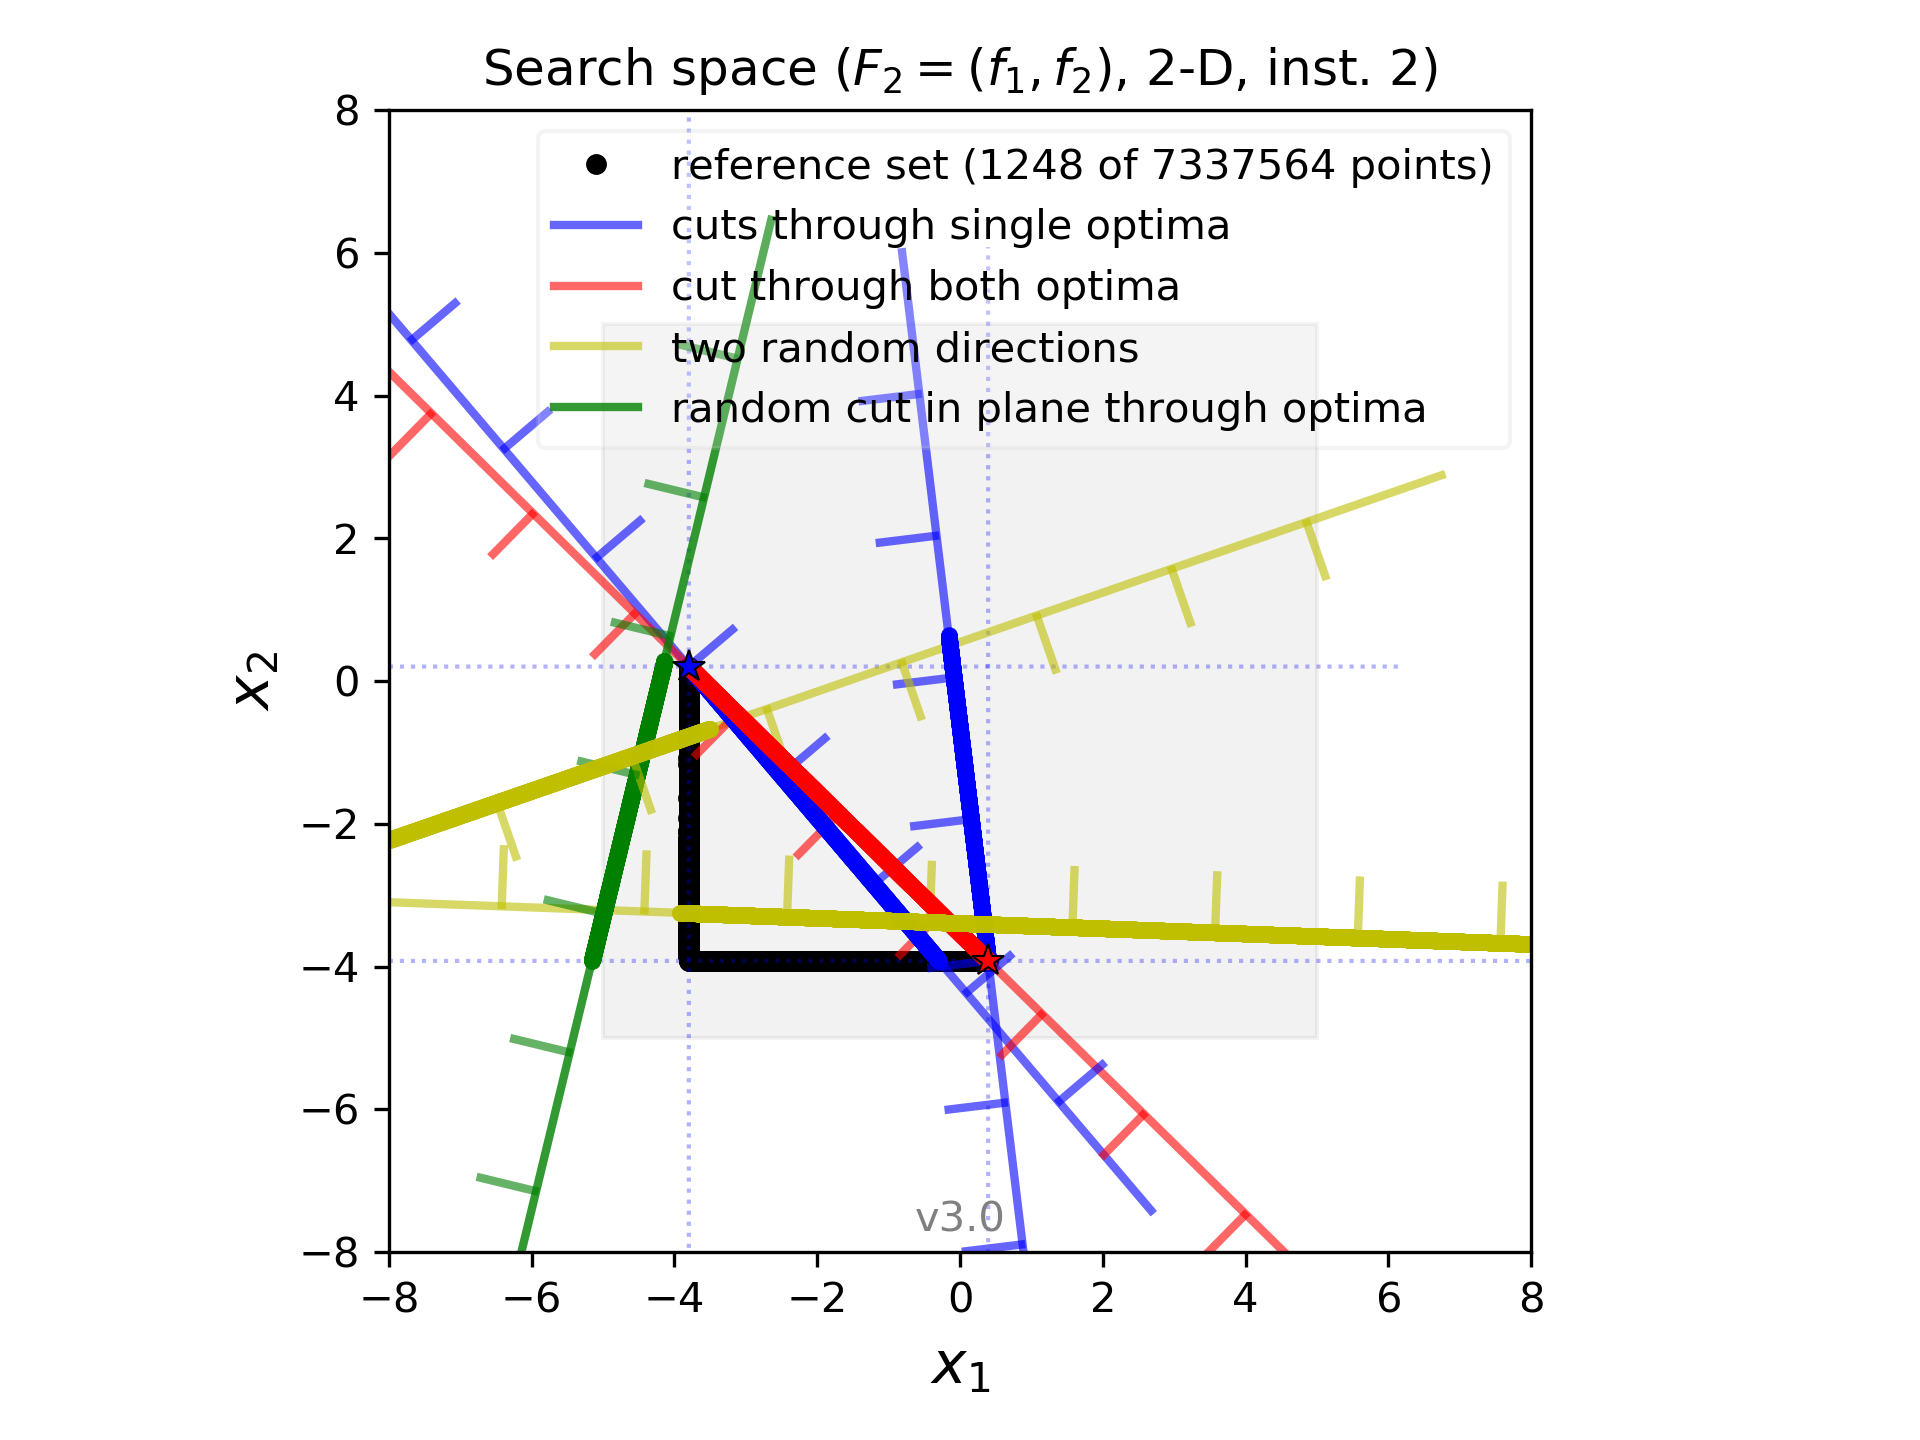 Search space (F₂ = (f₁, f₂), 2-D, inst. 2)
reference set (1248 of 7337564 points)
cuts through single optima
cut through both optima
two random directions
random cut in plane through optima
8
6
4
2
0
−2
−4
−6
−8
x₂
v3.0
−8 −6 −4 −2 0 2 4 6 8
x₁